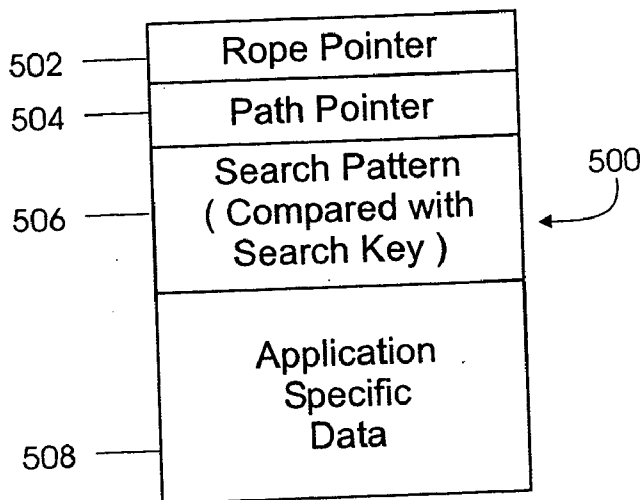 502
Rope Pointer
504
Path Pointer
506
Search Pattern
( Compared with
Search Key )
500
Application
Specific
Data
508